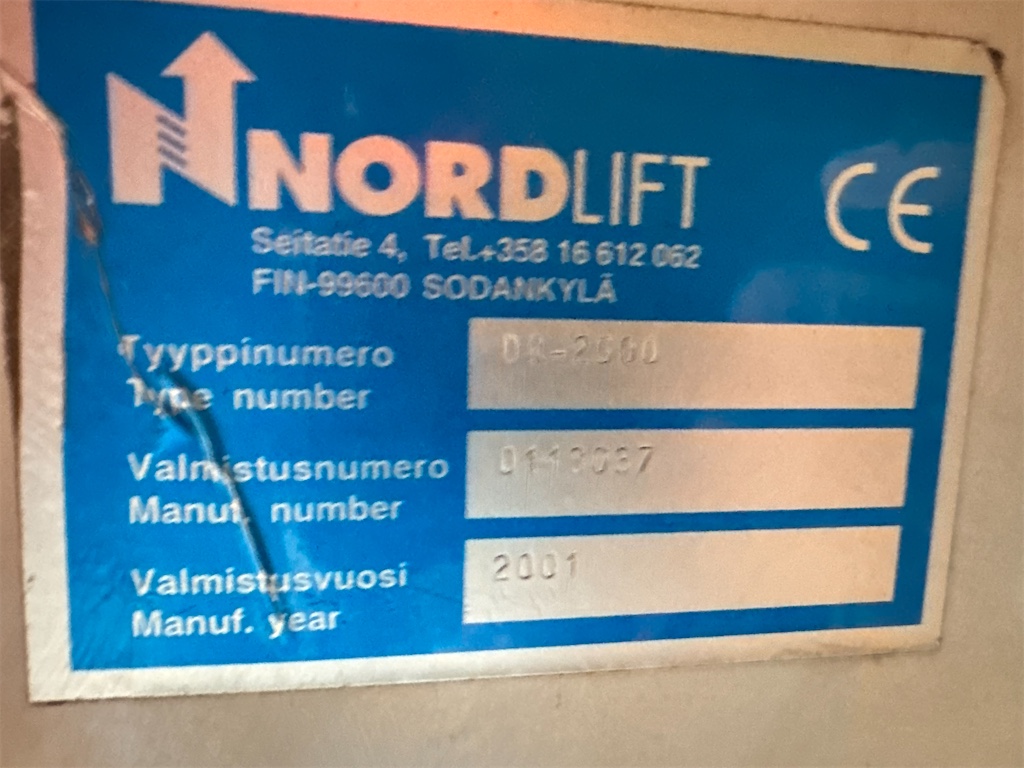 NORDLIFT
CE
Seitatie 4, Tel.+358 16 612 062
FIN-99600 SODANKYLÄ
Tyyppinumero
Type number
Valmistusnumero
Manuf. number
Valmistusvuosi
2001
Manuf. year